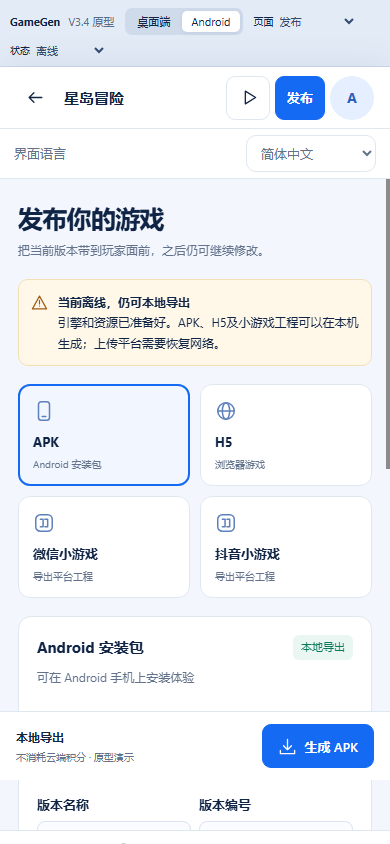 GameGen V3.4 原型 桌面端 Android 页面 发布
状态 离线
星岛冒险 发布 A
界面语言 简体中文
发布你的游戏
把当前版本带到玩家面前，之后仍可继续修改。
当前离线，仍可本地导出
引擎和资源已准备好。APK、H5及小游戏工程可以在本机
生成；上传平台需要恢复网络。
APK
Android 安装包
H5
浏览器游戏
微信小游戏
导出平台工程
抖音小游戏
导出平台工程
Android 安装包 本地导出
可在 Android 手机上安装体验
本地导出
不消耗云端积分 · 原型演示
生成 APK
版本名称 版本编号